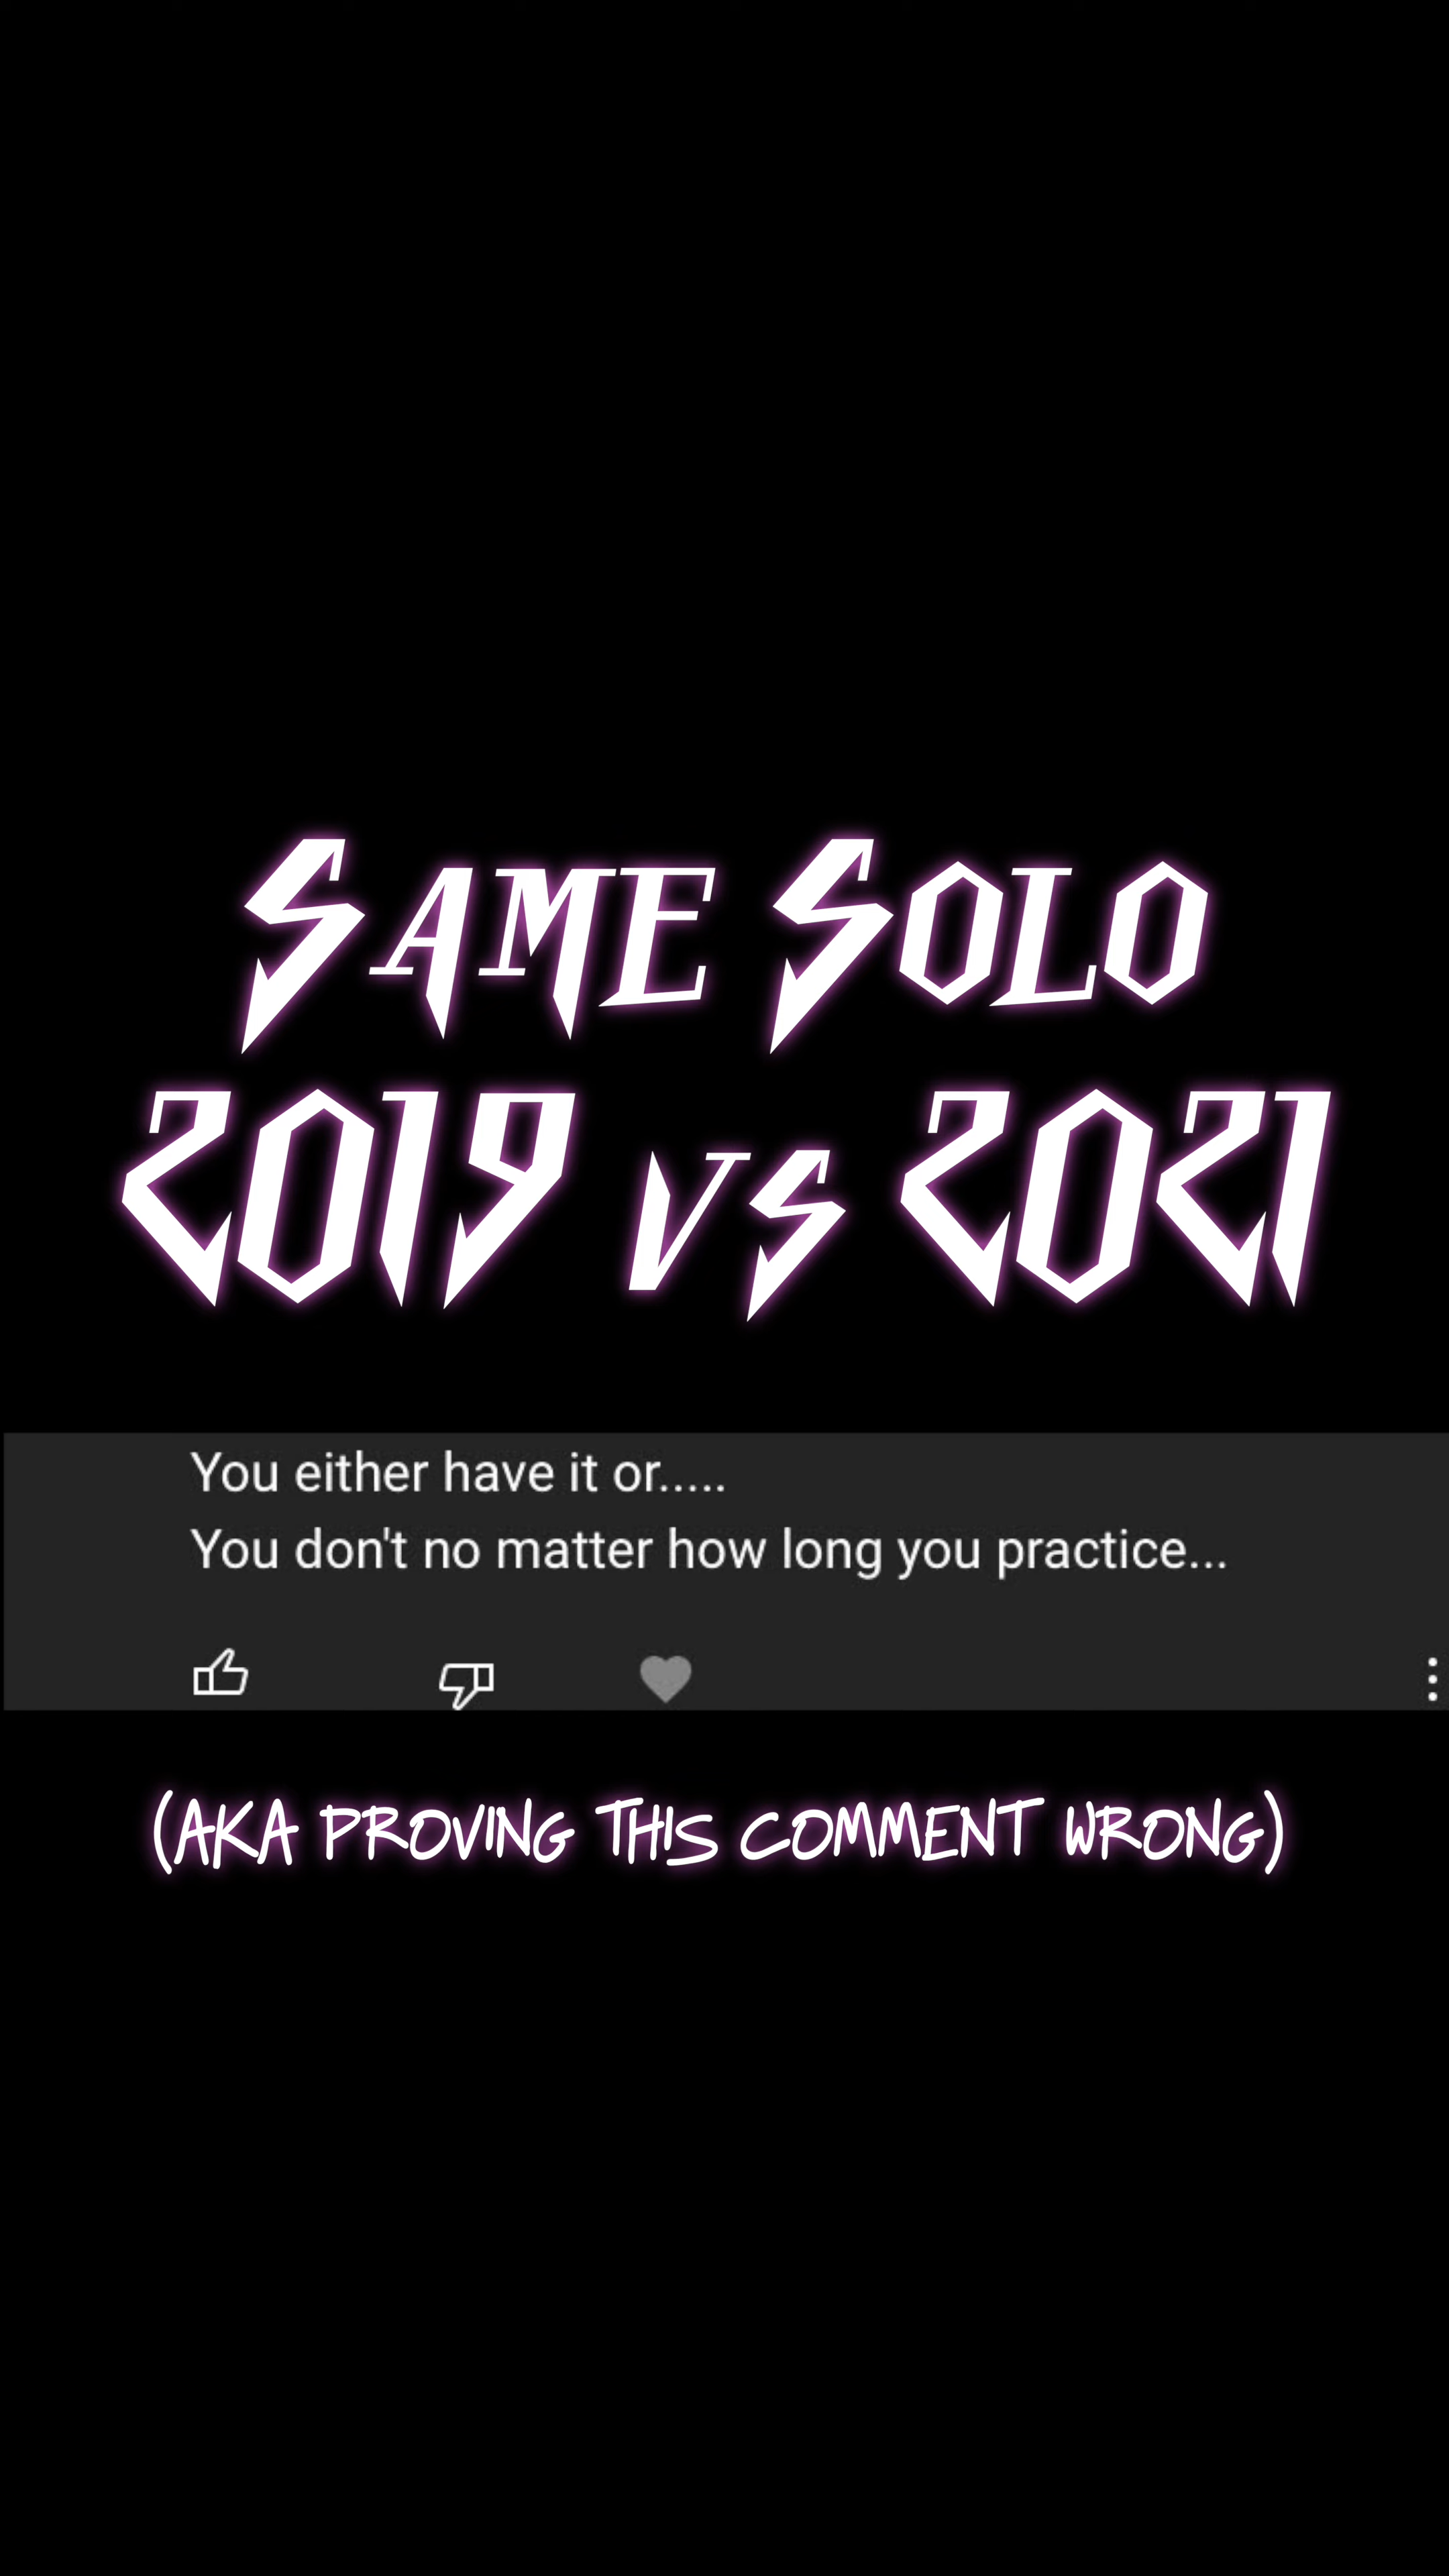 Same Solo
2019 vs 2021
You either have it or.....
You don't no matter how long you practice...
(AKA PROVING THIS COMMENT WRONG)